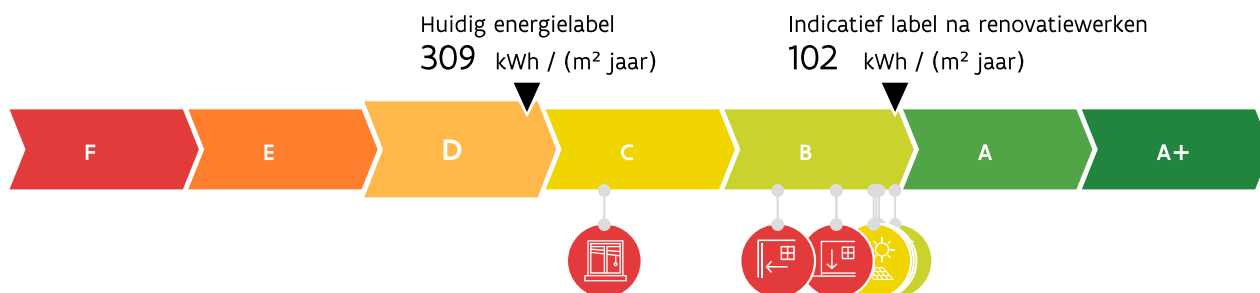 Huidig energielabel
309 kWh / (m² jaar)
Indicatief label na renovatiewerken
102 kWh / (m² jaar)
F E D C B A A+